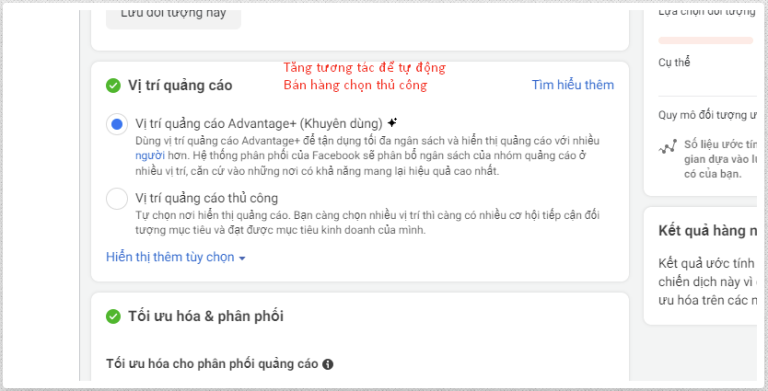 Lưu đối tượng này
Lựa chọn đối tượng
Cụ thể
Tăng tương tác để tự động
Bán hàng chọn thủ công
Vị trí quảng cáo
Tìm hiểu thêm
Vị trí quảng cáo Advantage+ (Khuyên dùng)
Dùng vị trí quảng cáo Advantage+ để tận dụng tối đa ngân sách và hiển thị quảng cáo với nhiều
người hơn. Hệ thống phân phối của Facebook sẽ phân bổ ngân sách của nhóm quảng cáo ở
nhiều vị trí, căn cứ vào những nơi có khả năng mang lại hiệu quả cao nhất.
Vị trí quảng cáo thủ công
Tự chọn nơi hiển thị quảng cáo. Bạn càng chọn nhiều vị trí thì càng có nhiều cơ hội tiếp cận đối
tượng mục tiêu và đạt được mục tiêu kinh doanh của mình.
Hiển thị thêm tùy chọn
Quy mô đối tượng
Số liệu ước
gian dựa vào
có của bạn.
Kết quả hàng
Kết quả ước tính
chiến dịch này vì
ưu hóa trên các
Tối ưu hóa & phân phối
Tối ưu hóa cho phân phối quảng cáo